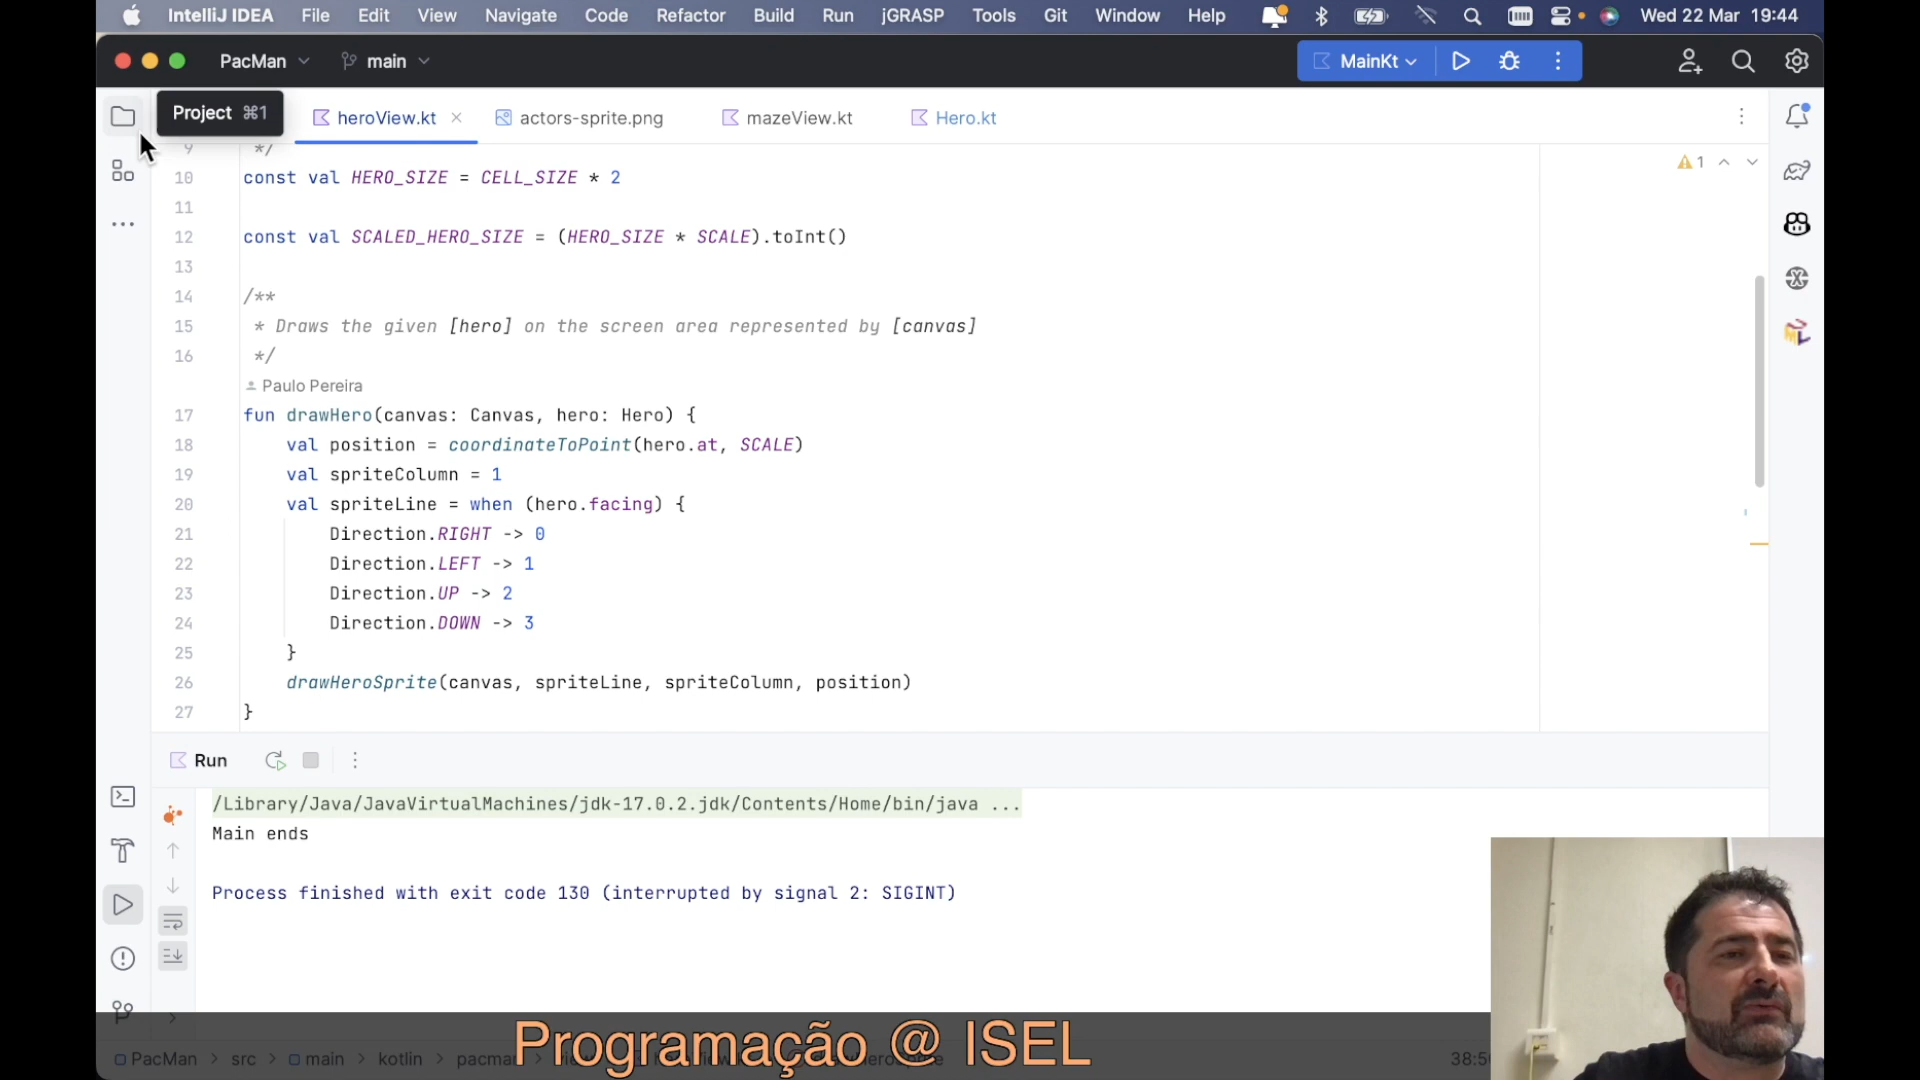 IntelliJ IDEA File Edit View Navigate Code Refactor Build Run jGRASP Tools Git Window Help Wed 22 Mar 19:44
PacMan main MainKt
Project ⌘1
heroView.kt actors-sprite.png mazeView.kt Hero.kt
9 */
10 const val HERO_SIZE = CELL_SIZE * 2
1
11
12 const val SCALED_HERO_SIZE = (HERO_SIZE * SCALE).toInt()
13
14 /**
15 * Draws the given [hero] on the screen area represented by [canvas]
16 */
Paulo Pereira
17 fun drawHero(canvas: Canvas, hero: Hero) {
18 val position = coordinateToPoint(hero.at, SCALE)
19 val spriteColumn = 1
20 val spriteLine = when (hero.facing) {
21 Direction.RIGHT -> 0
22 Direction.LEFT -> 1
23 Direction.UP -> 2
24 Direction.DOWN -> 3
25 }
26 drawHeroSprite(canvas, spriteLine, spriteColumn, position)
27 }
Run
/Library/Java/JavaVirtualMachines/jdk-17.0.2.jdk/Contents/Home/bin/java ...
Main ends
Process finished with exit code 130 (interrupted by signal 2: SIGINT)
Programação @ ISEL
PacMan > src > main > kotlin >